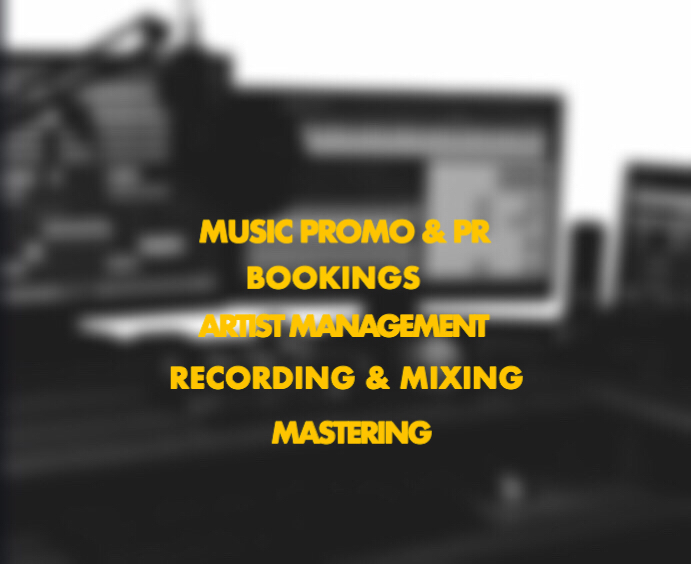 MUSIC PROMO & PR
BOOKINGS
ARTIST MANAGEMENT
RECORDING & MIXING
MASTERING